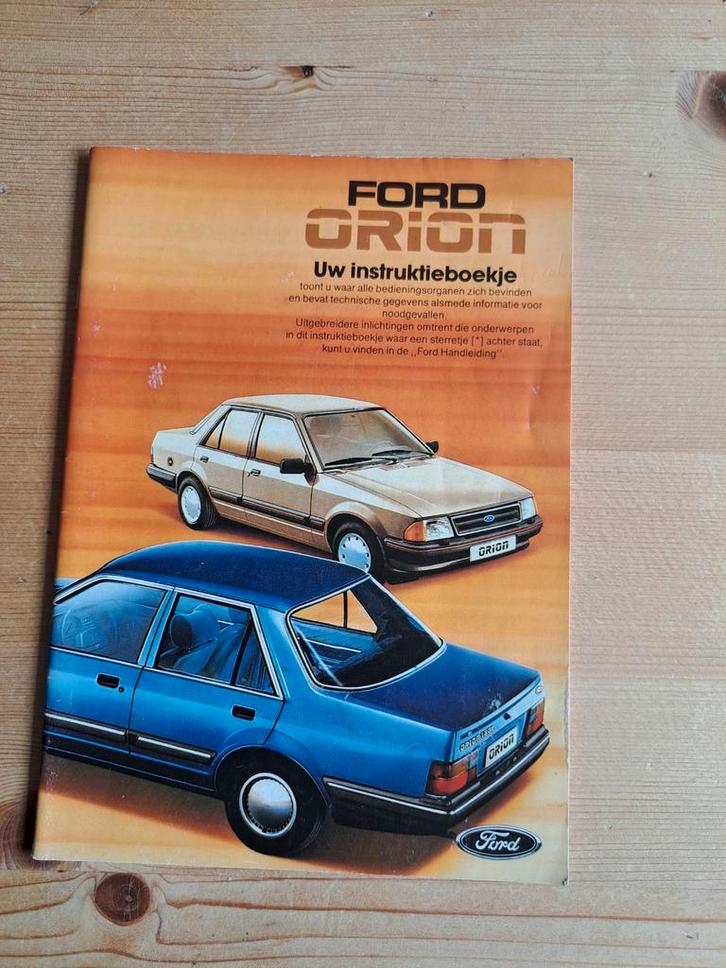 FORD
ORION
Uw instruktieboekje
toont u waar alle bedieningsorganen zich bevinden
en bevat technische gegevens alsmede informatie voor
noodgevallen.
Uitgebreidere inlichtingen omtrent die onderwerpen
in dit instruktieboekje waar een sterretje [*] achter staat,
kunt u vinden in de ,,Ford Handleiding".
ORION
ORION
Ford